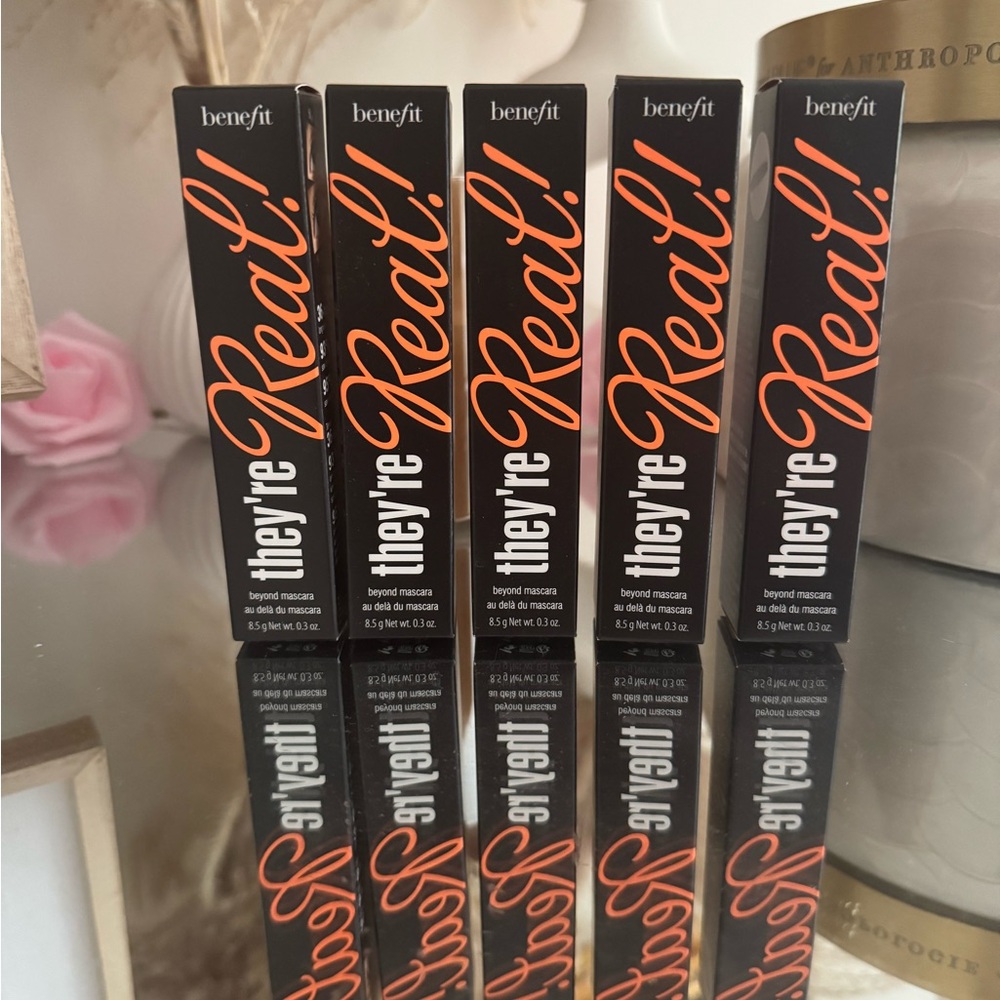 benefit
they're Real!
beyond mascara
au delà du mascara
8.5 g Net wt. 0.3 oz.
benefit
they're Real!
beyond mascara
au delà du mascara
8.5 g Net wt. 0.3 oz.
benefit
they're Real!
beyond mascara
au delà du mascara
8.5 g Net wt. 0.3 oz.
benefit
they're Real!
beyond mascara
au delà du mascara
8.5 g Net wt. 0.3 oz.
benefit
they're Real!
beyond mascara
au delà du mascara
8.5 g Net wt. 0.3 oz.
for ANTHROPO